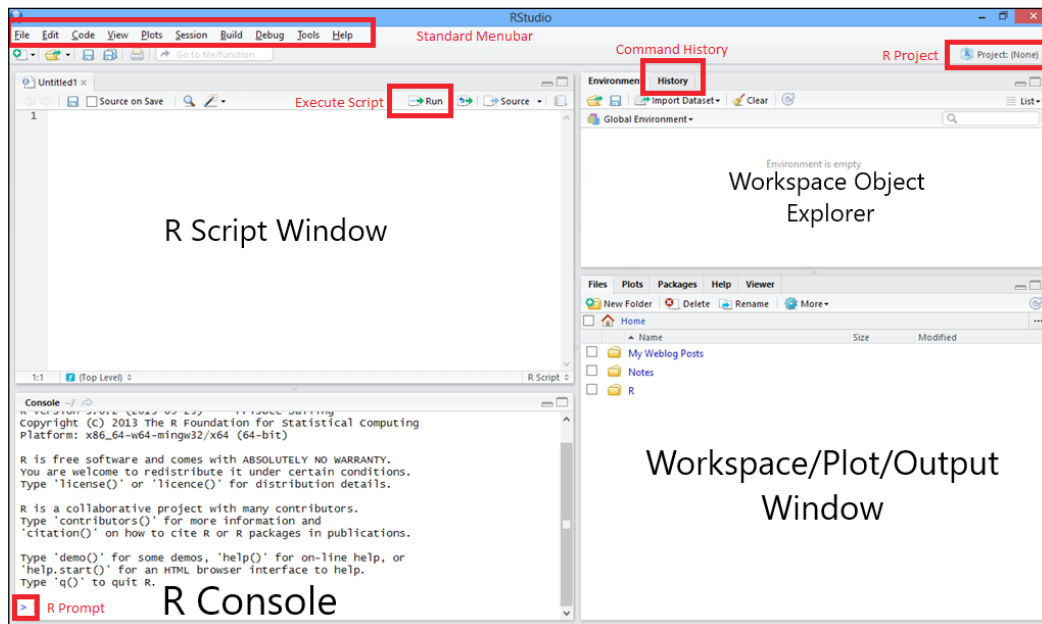 RStudio
File Edit Code View Plots Session Build Debug Tools Help
Standard Menubar
Go to file/function
Command History
R Project
Project: (None)
Untitled1
Source on Save
Execute Script
Run
Source
1
R Script Window
1:1
(Top Level)
R Script
Environment
History
Import Dataset
Clear
List
Global Environment
Environment is empty
Workspace Object
Explorer
Files Plots Packages Help Viewer
New Folder Delete Rename More
Home
Name Size Modified
My Weblog Posts
Notes
R
Workspace/Plot/Output
Window
Console ~/
R version
Copyright (C) 2013 The R Foundation for Statistical Computing
Platform: x86_64-w64-mingw32/x64 (64-bit)
R is free software and comes with ABSOLUTELY NO WARRANTY.
You are welcome to redistribute it under certain conditions.
Type 'license()' or 'licence()' for distribution details.
R is a collaborative project with many contributors.
Type 'contributors()' for more information and
'citation()' on how to cite R or R packages in publications.
Type 'demo()' for some demos, 'help()' for on-line help, or
'help.start()' for an HTML browser interface to help.
Type 'q()' to quit R.
>
R Prompt
R Console